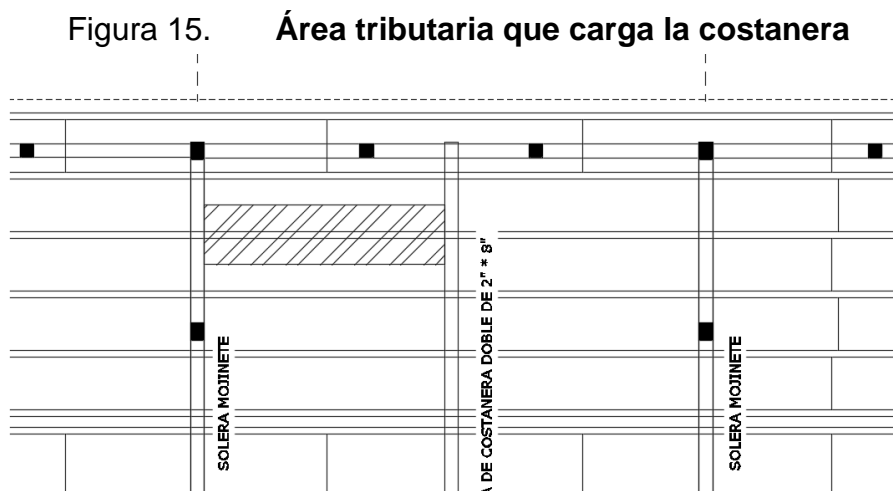 Figura 15. Área tributaria que carga la costanera
SOLERA MOJINETE
A DE COSTANERA DOBLE DE 2" * 8"
SOLERA MOJINETE